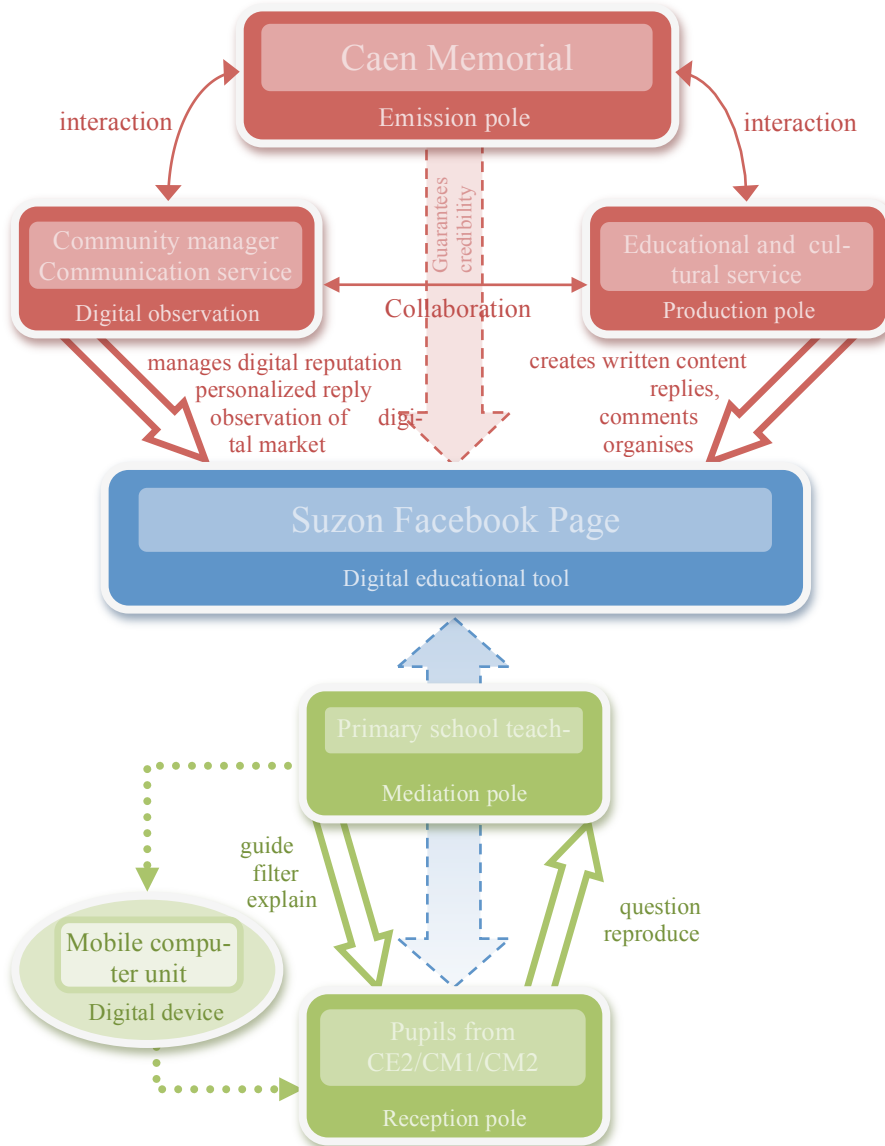 Caen Memorial
Emission pole
interaction
interaction
Guarantees
credibility
Community manager
Communication service
Digital observation
Educational and cul-
tural service
Production pole
Collaboration
manages digital reputation
personalized reply
observation of digi-
tal market
creates written content
replies,
comments
organises
Suzon Facebook Page
Digital educational tool
Primary school teach-
Mediation pole
guide
filter
explain
question
reproduce
Mobile compu-
ter unit
Digital device
Pupils from
CE2/CM1/CM2
Reception pole